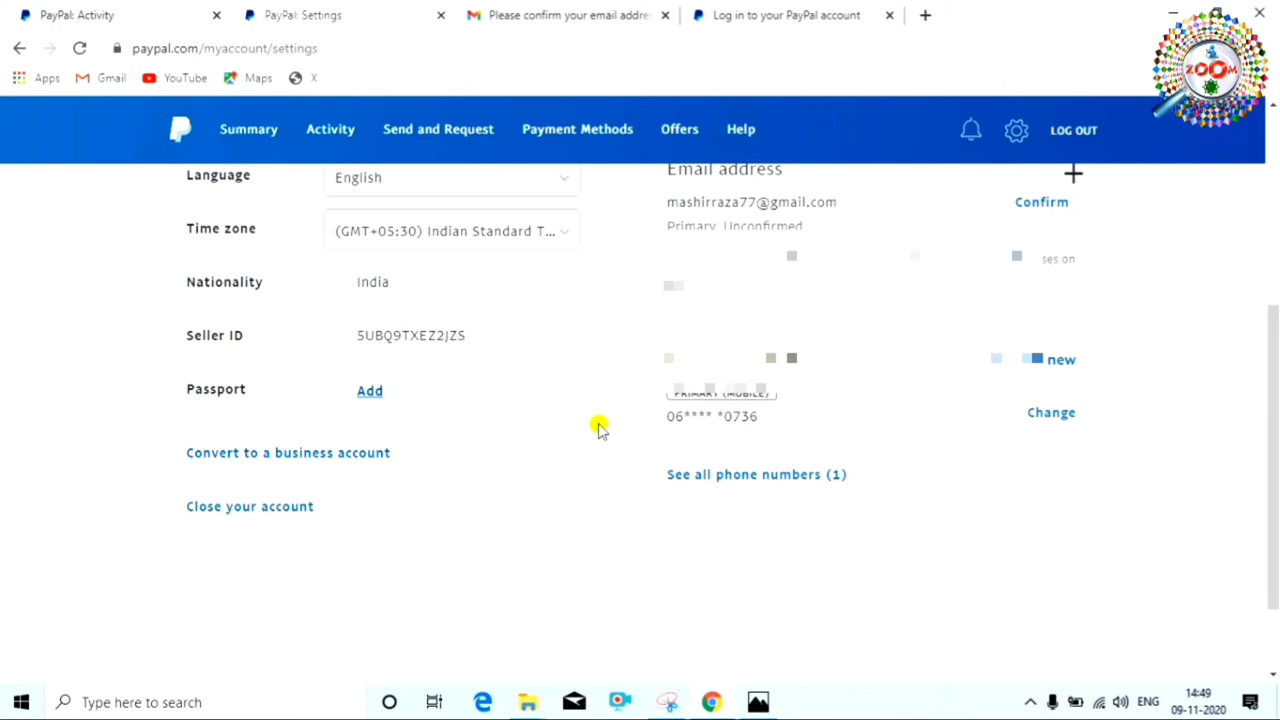 PayPal: Activity
PayPal: Settings
Please confirm your email addre
Log in to your PayPal account
paypal.com/myaccount/settings
Apps
Gmail
YouTube
Maps
X
ZOOM
Summary
Activity
Send and Request
Payment Methods
Offers
Help
LOG OUT
Language
English
Time zone
(GMT+05:30) Indian Standard T...
Nationality
India
Seller ID
5UBQ9TXEZ2JZS
Passport
Add
Convert to a business account
Close your account
Email address
mashirraza77@gmail.com
Confirm
Primary Unconfirmed
ses on
new
PRIMARY (MOBILE)
06**** *0736
Change
See all phone numbers (1)
Type here to search
ENG
14:49
09-11-2020